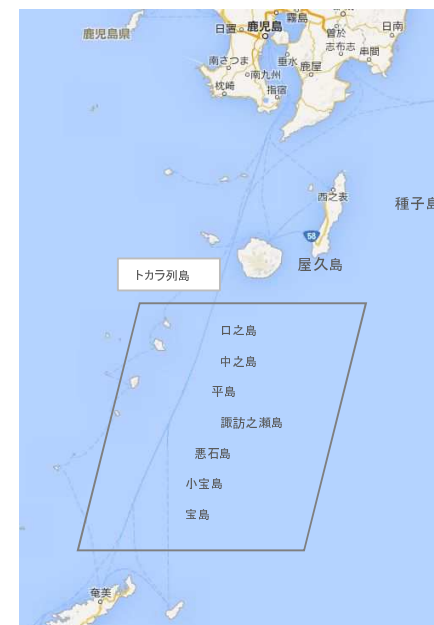 霧島
鹿児島県
日置
鹿児島
曽於
日南
志布志
串間
南さつま
垂水
鹿屋
南九州
枕崎
指宿
西之表
種子島
58
屋久島
トカラ列島
口之島
中之島
平島
諏訪之瀬島
悪石島
小宝島
宝島
奄美